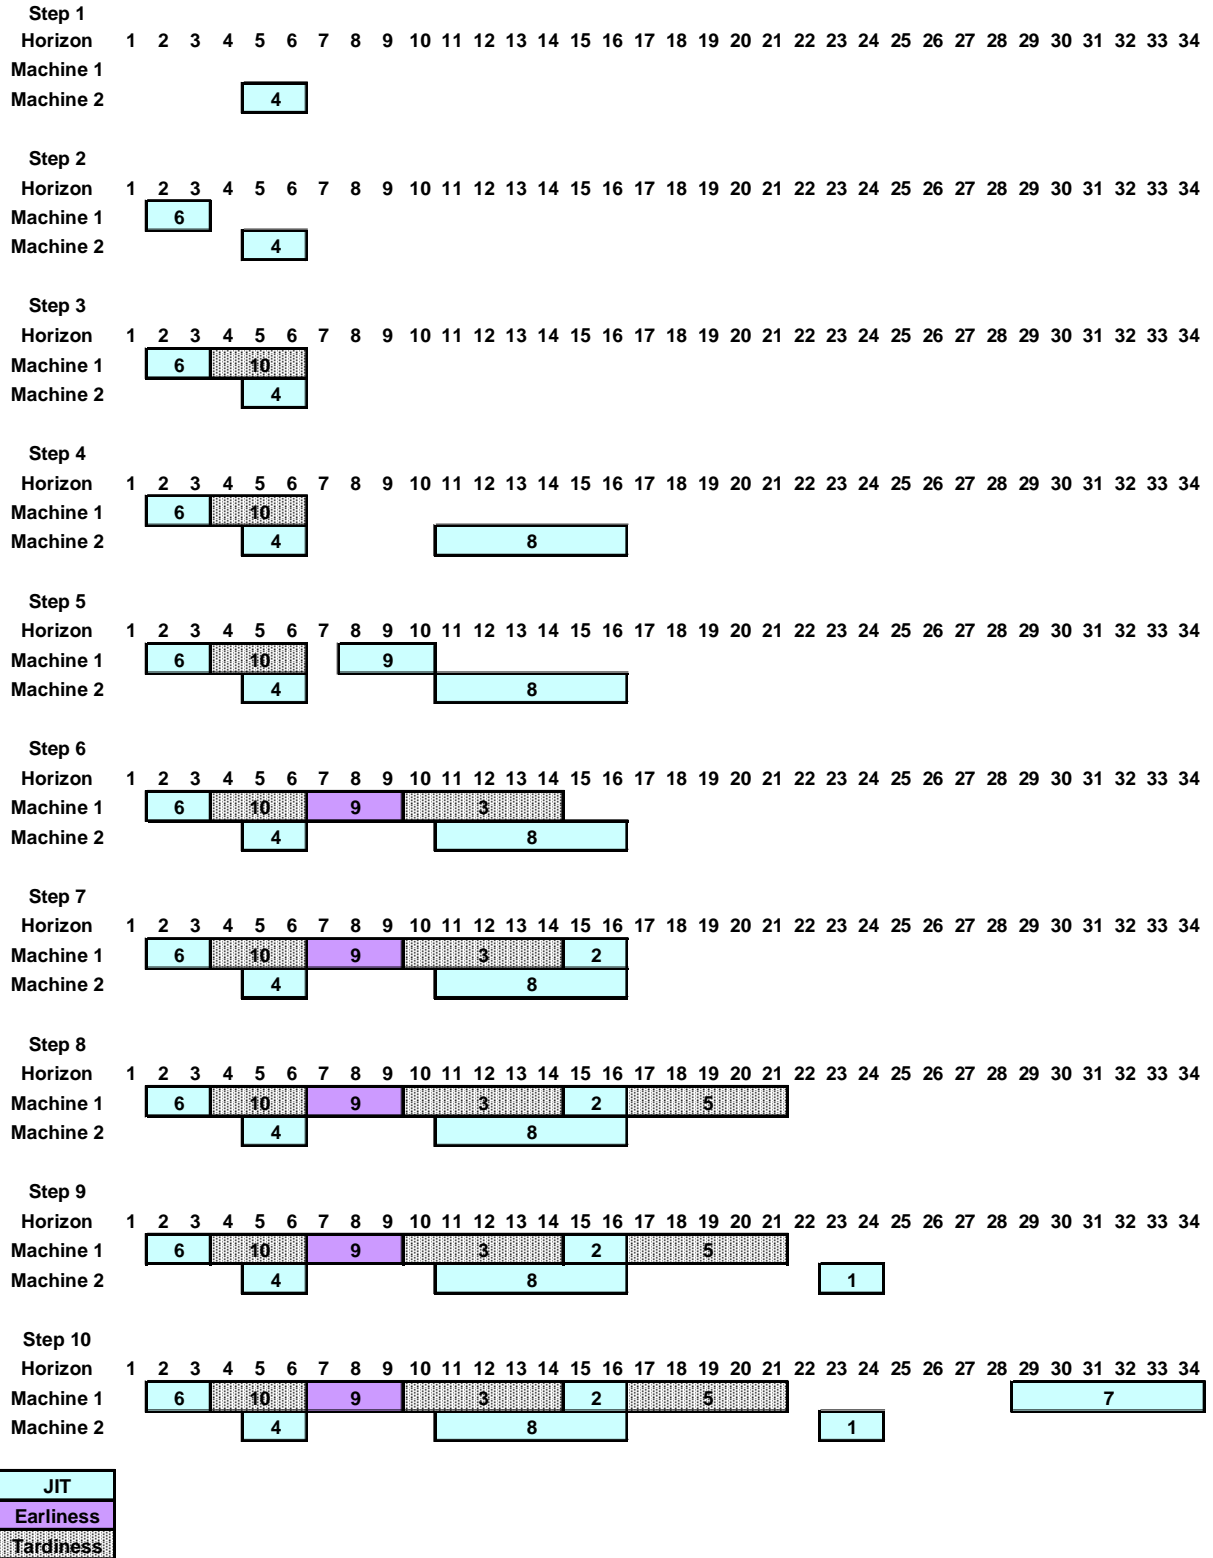 Step 1
Horizon 1 2 3 4 5 6 7 8 9 10 11 12 13 14 15 16 17 18 19 20 21 22 23 24 25 26 27 28 29 30 31 32 33 34
Machine 1
Machine 2 4
Step 2
Horizon 1 2 3 4 5 6 7 8 9 10 11 12 13 14 15 16 17 18 19 20 21 22 23 24 25 26 27 28 29 30 31 32 33 34
Machine 1 6
Machine 2 4
Step 3
Horizon 1 2 3 4 5 6 7 8 9 10 11 12 13 14 15 16 17 18 19 20 21 22 23 24 25 26 27 28 29 30 31 32 33 34
Machine 1 6 10
Machine 2 4
Step 4
Horizon 1 2 3 4 5 6 7 8 9 10 11 12 13 14 15 16 17 18 19 20 21 22 23 24 25 26 27 28 29 30 31 32 33 34
Machine 1 6 10
Machine 2 4 8
Step 5
Horizon 1 2 3 4 5 6 7 8 9 10 11 12 13 14 15 16 17 18 19 20 21 22 23 24 25 26 27 28 29 30 31 32 33 34
Machine 1 6 10 9
Machine 2 4 8
Step 6
Horizon 1 2 3 4 5 6 7 8 9 10 11 12 13 14 15 16 17 18 19 20 21 22 23 24 25 26 27 28 29 30 31 32 33 34
Machine 1 6 10 9 3
Machine 2 4 8
Step 7
Horizon 1 2 3 4 5 6 7 8 9 10 11 12 13 14 15 16 17 18 19 20 21 22 23 24 25 26 27 28 29 30 31 32 33 34
Machine 1 6 10 9 3 2
Machine 2 4 8
Step 8
Horizon 1 2 3 4 5 6 7 8 9 10 11 12 13 14 15 16 17 18 19 20 21 22 23 24 25 26 27 28 29 30 31 32 33 34
Machine 1 6 10 9 3 2 5
Machine 2 4 8
Step 9
Horizon 1 2 3 4 5 6 7 8 9 10 11 12 13 14 15 16 17 18 19 20 21 22 23 24 25 26 27 28 29 30 31 32 33 34
Machine 1 6 10 9 3 2 5
Machine 2 4 8 1
Step 10
Horizon 1 2 3 4 5 6 7 8 9 10 11 12 13 14 15 16 17 18 19 20 21 22 23 24 25 26 27 28 29 30 31 32 33 34
Machine 1 6 10 9 3 2 5 7
Machine 2 4 8 1
JIT
Earliness
Tardiness